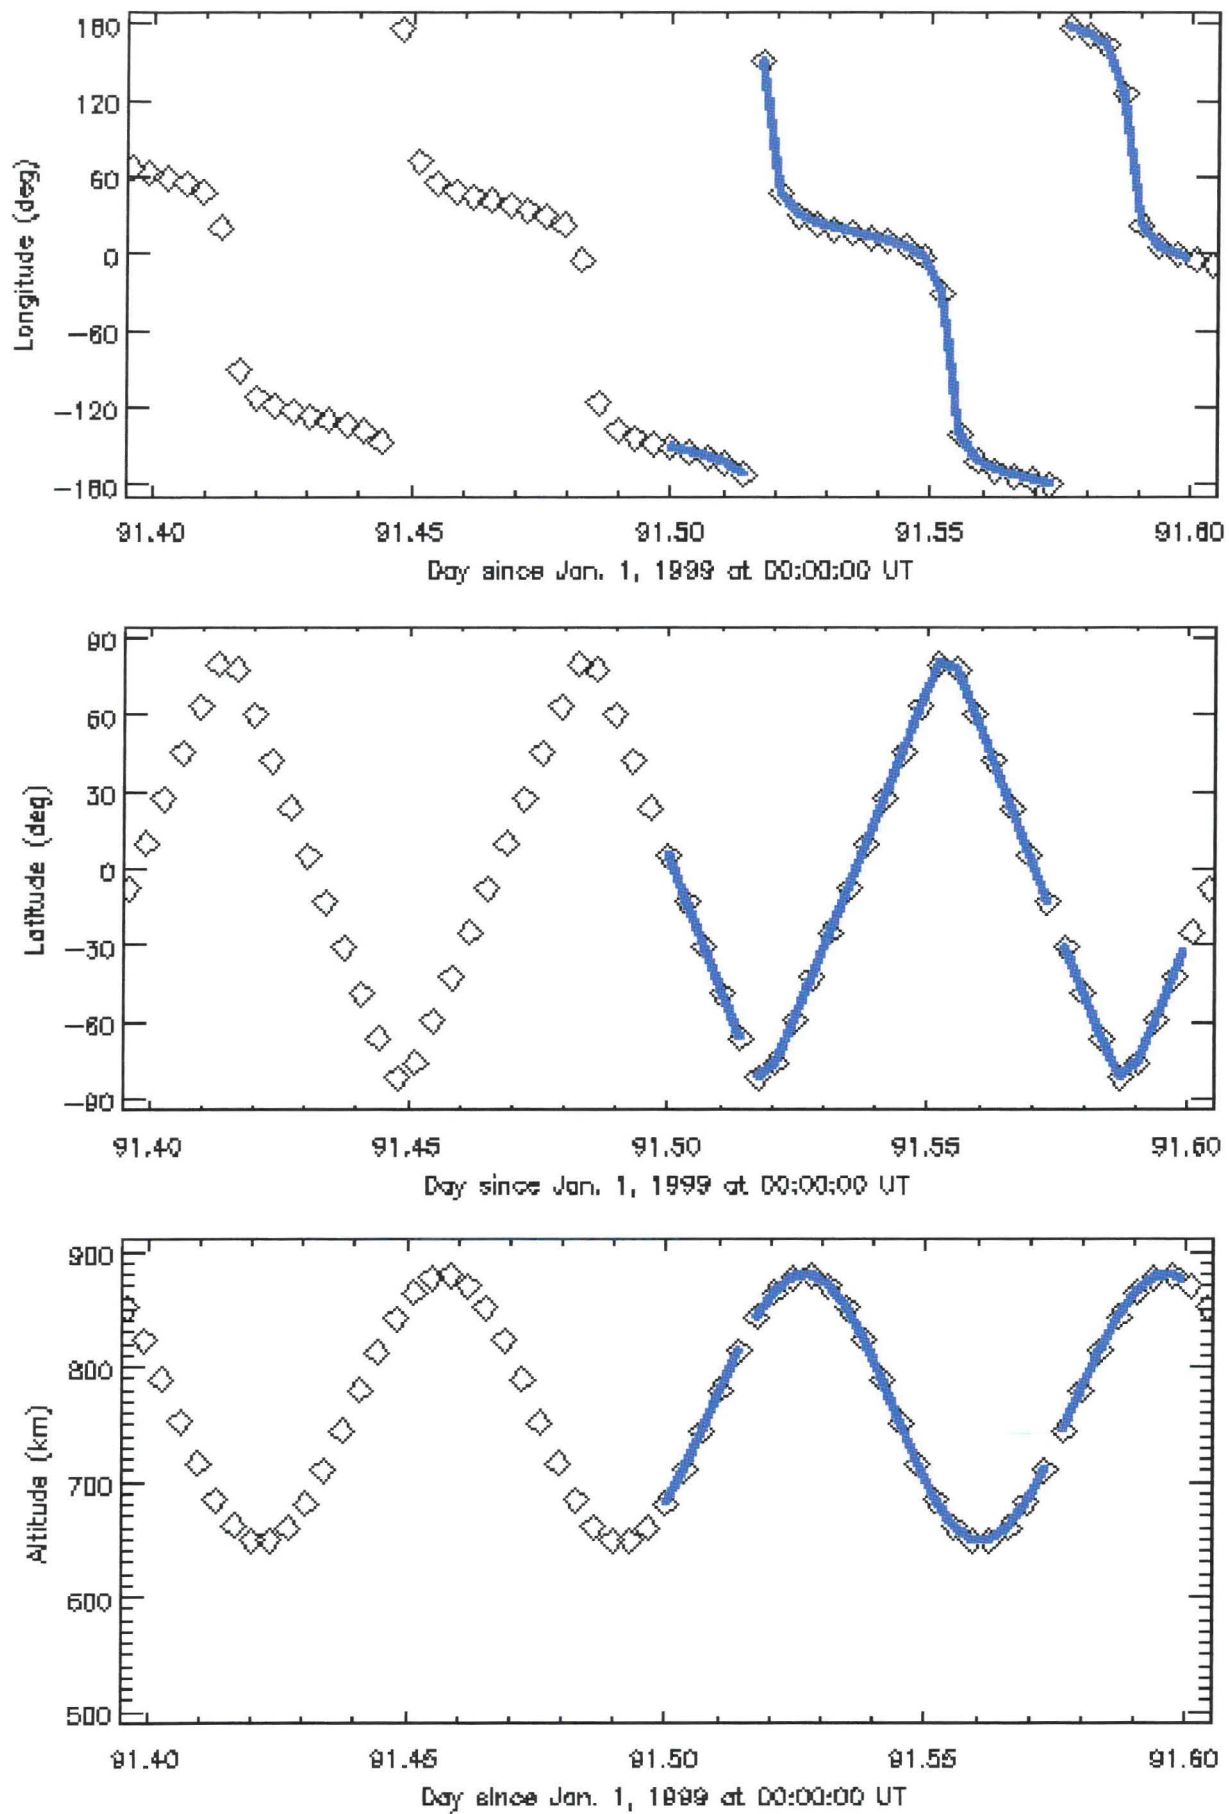 180
120
60
0
−60
−120
−180
Longitude (deg)
91.40 91.45 91.50 91.55 91.60
Day since Jan. 1, 1999 at 00:00:00 UT
90
60
30
0
−30
−60
−90
Latitude (deg)
91.40 91.45 91.50 91.55 91.60
Day since Jan. 1, 1999 at 00:00:00 UT
900
800
700
600
500
Altitude (km)
91.40 91.45 91.50 91.55 91.60
Day since Jan. 1, 1999 at 00:00:00 UT